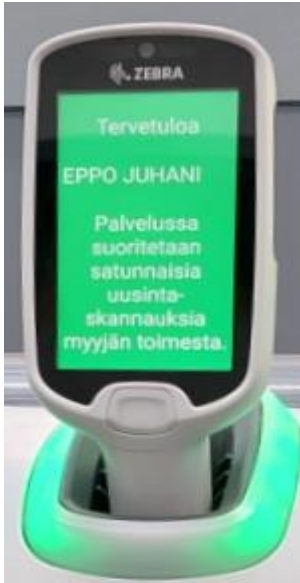 ZEBRA
Tervetuloa
EPPO JUHANI
Palvelussa
suoritetaan
satunnaisia
uusinta-
skannauksia
myyjän toimesta.